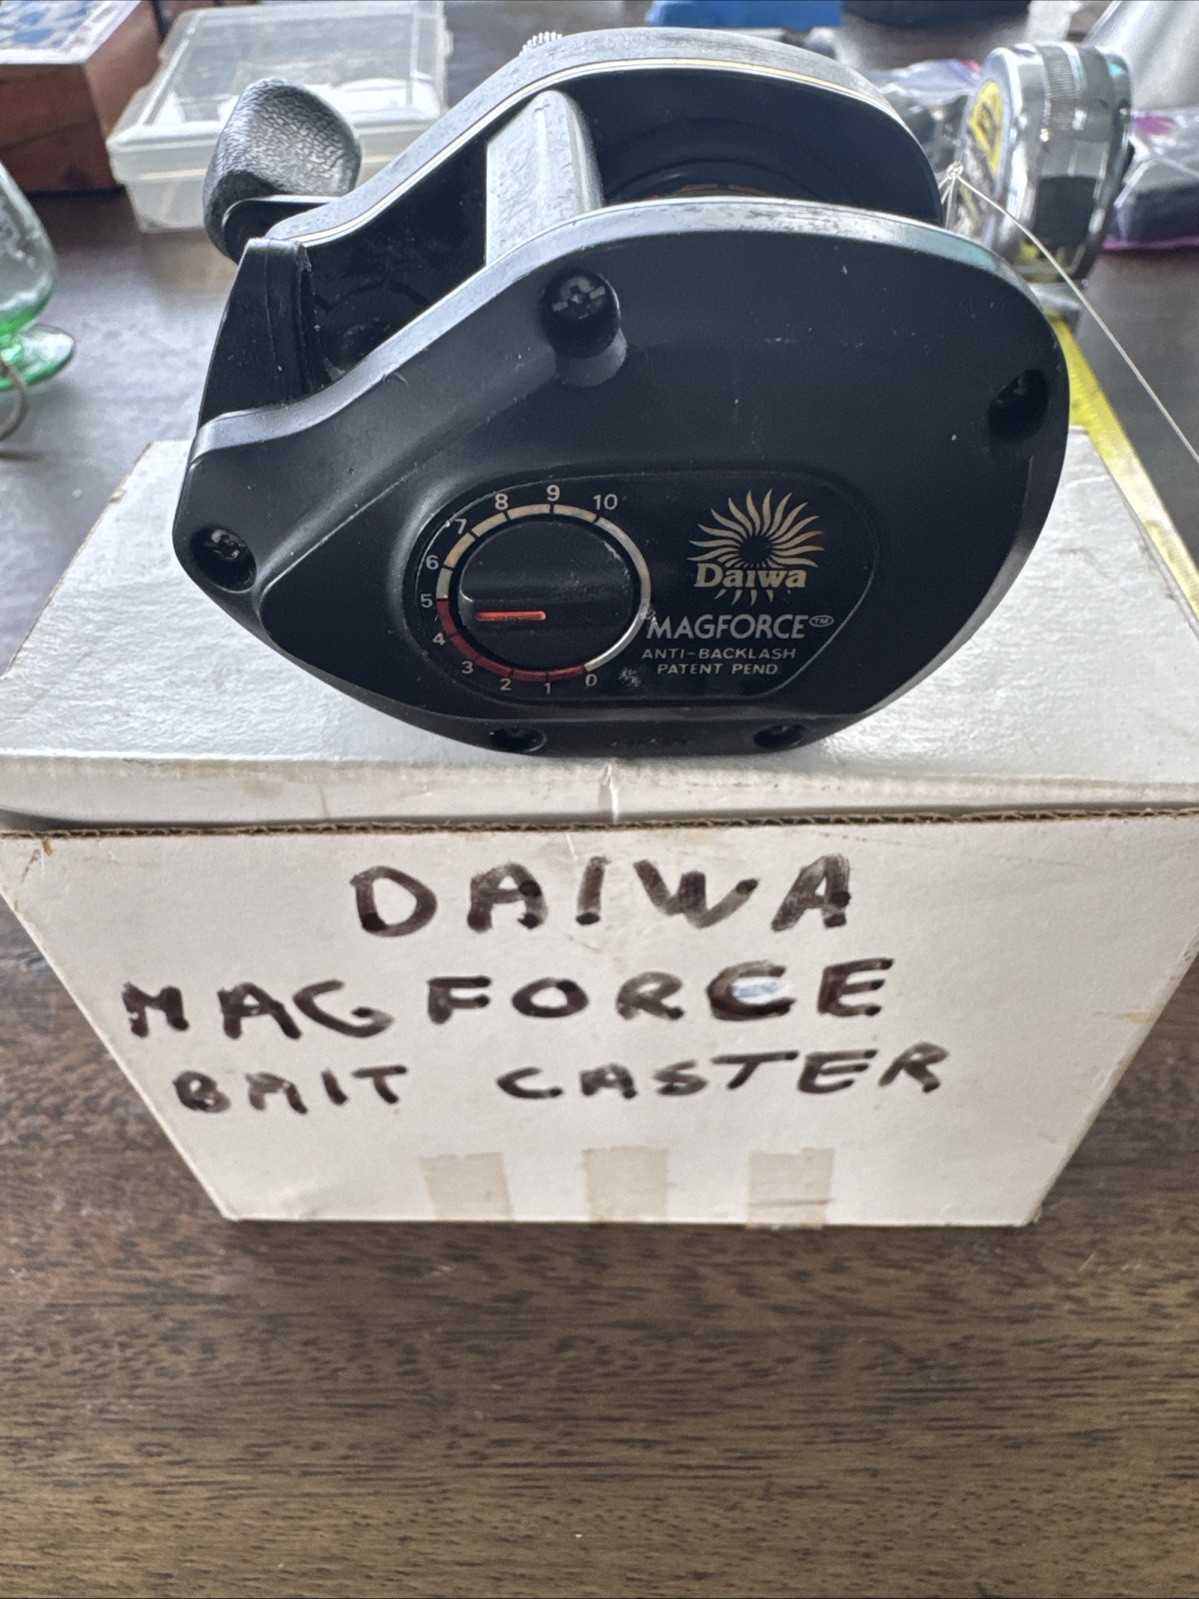 8 9 10
7
6
5
4
3
2 1 0
Daiwa
MAGFORCE™
ANTI-BACKLASH
PATENT PEND
DAIWA
MAGFORCE
BAIT CASTER